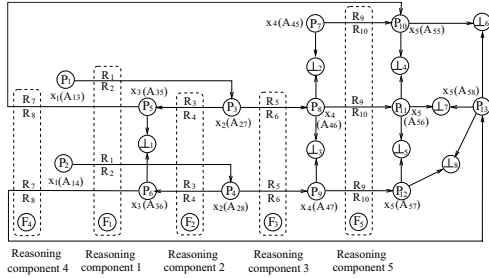 x₄(A₄₅) P₇ R₉ R₁₀ P₁₀ x₅(A₅₅) ⊥₆
P₁ R₁ R₂ ⊥₂ ⊥₄
R₇ R₈ x₁(A₁₃) x₃(A₃₅) x₅(A₅₈)
P₅ R₃ R₄ P₃ R₅ R₆ P₈ R₉ R₁₀ P₁₁ ⊥₇ P₁₃
x₂(A₂₇) x₄ (A₄₆) x₅ (A₅₆)
⊥₁ ⊥₃ ⊥₅ ⊥₈
P₂ R₁ R₂
R₇ R₈ x₁(A₁₄) P₆ R₃ R₄ P₄ R₅ R₆ P₉ R₉ R₁₀ P₁₂
x₃(A₃₆) x₂(A₂₈) x₄(A₄₇) x₅(A₅₇)
F₄ F₁ F₂ F₃ F₅
Reasoning Reasoning Reasoning Reasoning Reasoning
component 4 component 1 component 2 component 3 component 5